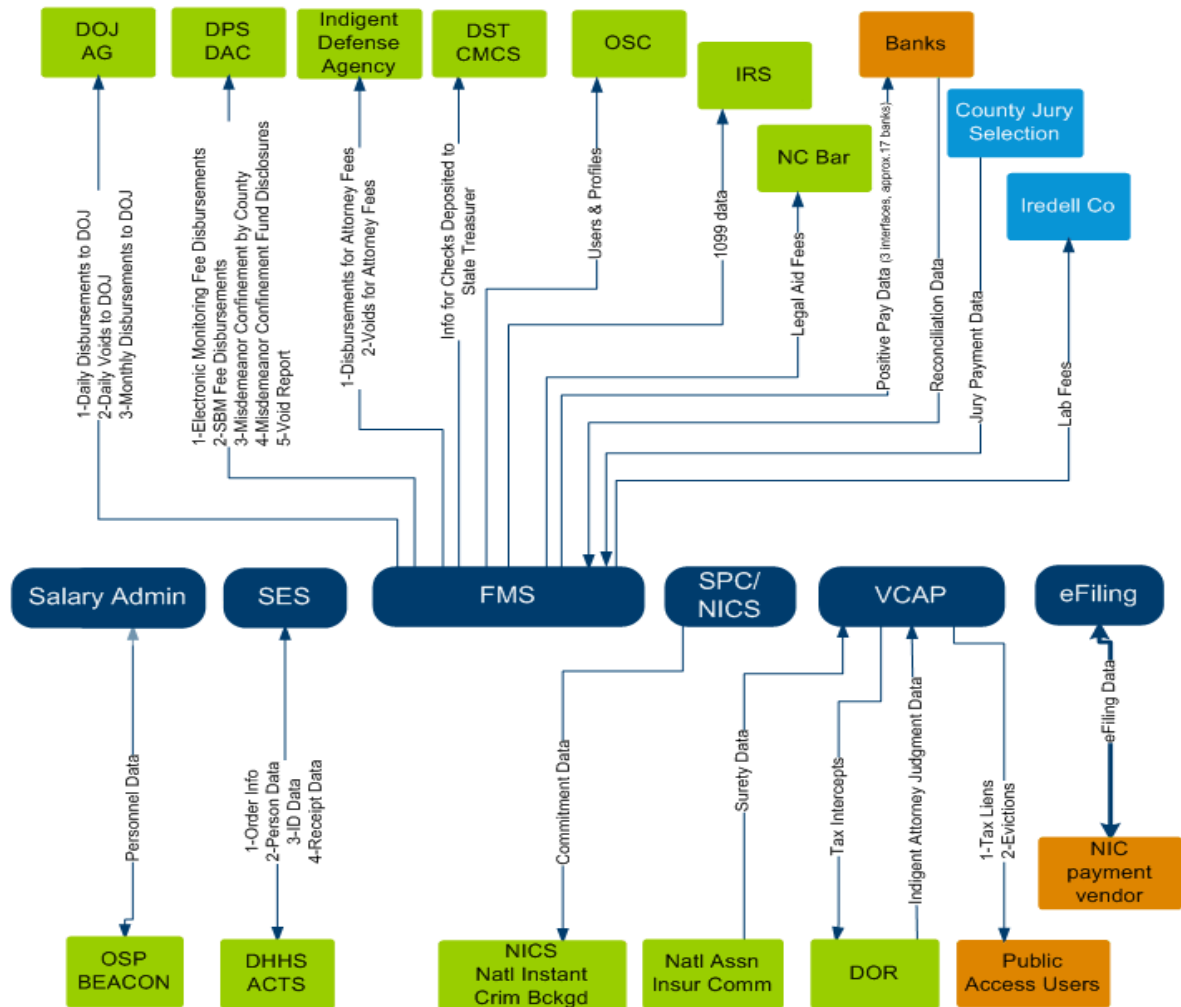 DOJ
AG
DPS
DAC
Indigent
Defense
Agency
DST
CMCS
OSC
IRS
Banks
NC Bar
County Jury
Selection
Iredell Co
1-Daily Disbursements to DOJ
2-Daily Voids to DOJ
3-Monthly Disbursements to DOJ
1-Electronic Monitoring Fee Disbursements
2-SBM Fee Disbursements
3-Misdemeanor Confinement by County
4-Misdemeanor Confinement Fund Disclosures
5-Void Report
1-Disbursements for Attorney Fees
2-Voids for Attorney Fees
Info for Checks Deposited to
State Treasurer
Users & Profiles
1099 data
Legal Aid Fees
Positive Pay Data (3 interfaces, approx.17 banks)
Reconciliation Data
Jury Payment Data
Lab Fees
Salary Admin
SES
FMS
SPC/
NICS
VCAP
eFiling
Personnel Data
1-Order Info
2-Person Data
3-ID Data
4-Receipt Data
Commitment Data
Surety Data
Tax Intercepts
Indigent Attorney Judgment Data
1-Tax Liens
2-Evictions
eFiling Data
NIC
payment
vendor
OSP
BEACON
DHHS
ACTS
NICS
Natl Instant
Crim Bckgd
Natl Assn
Insur Comm
DOR
Public
Access Users